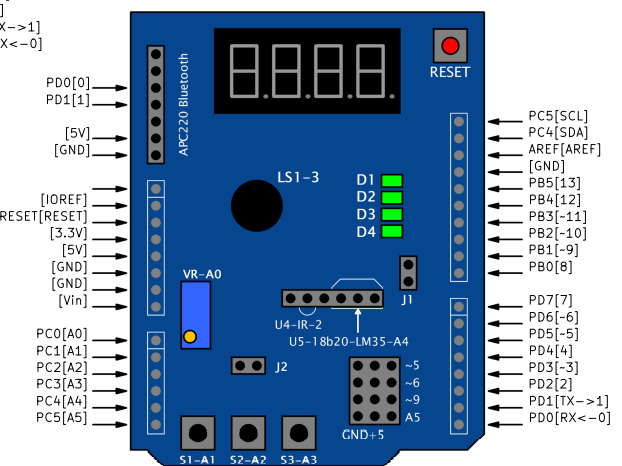 ]
X->1]
X<-0]
PD0[0]
PD1[1]
[5V]
[GND]
[IOREF]
RESET[RESET]
[3.3V]
[5V]
[GND]
[GND]
[Vin]
PC0[A0]
PC1[A1]
PC2[A2]
PC3[A3]
PC4[A4]
PC5[A5]
APC220 Bluetooth
RESET
LS1-3
D1
D2
D3
D4
VR-A0
J1
U4-IR-2
U5-18b20-LM35-A4
J2
~5
~6
~9
A5
GND+5
S1-A1
S2-A2
S3-A3
PC5[SCL]
PC4[SDA]
AREF[AREF]
[GND]
PB5[13]
PB4[12]
PB3[~11]
PB2[~10]
PB1[~9]
PB0[8]
PD7[7]
PD6[~6]
PD5[~5]
PD4[4]
PD3[~3]
PD2[2]
PD1[TX->1]
PD0[RX<-0]